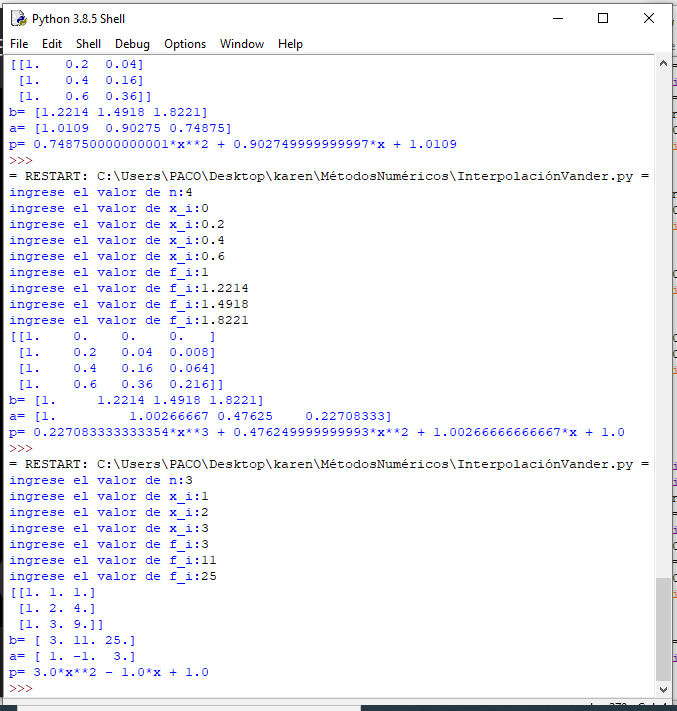 Python 3.8.5 Shell
File Edit Shell Debug Options Window Help
[[1.   0.2  0.04]
 [1.   0.4  0.16]
 [1.   0.6  0.36]]
b= [1.2214 1.4918 1.8221]
a= [1.0109  0.90275 0.74875]
p= 0.748750000000001*x**2 + 0.902749999999997*x + 1.0109
>>>
= RESTART: C:\Users\PACO\Desktop\karen\MétodosNuméricos\InterpolaciónVander.py =
ingrese el valor de n:4
ingrese el valor de x_i:0
ingrese el valor de x_i:0.2
ingrese el valor de x_i:0.4
ingrese el valor de x_i:0.6
ingrese el valor de f_i:1
ingrese el valor de f_i:1.2214
ingrese el valor de f_i:1.4918
ingrese el valor de f_i:1.8221
[[1.    0.    0.    0.   ]
 [1.    0.2   0.04  0.008]
 [1.    0.4   0.16  0.064]
 [1.    0.6   0.36  0.216]]
b= [1.     1.2214 1.4918 1.8221]
a= [1.         1.00266667 0.47625    0.22708333]
p= 0.227083333333354*x**3 + 0.476249999999993*x**2 + 1.00266666666667*x + 1.0
>>>
= RESTART: C:\Users\PACO\Desktop\karen\MétodosNuméricos\InterpolaciónVander.py =
ingrese el valor de n:3
ingrese el valor de x_i:1
ingrese el valor de x_i:2
ingrese el valor de x_i:3
ingrese el valor de f_i:3
ingrese el valor de f_i:11
ingrese el valor de f_i:25
[[1. 1. 1.]
 [1. 2. 4.]
 [1. 3. 9.]]
b= [ 3. 11. 25.]
a= [ 1. -1.  3.]
p= 3.0*x**2 - 1.0*x + 1.0
>>>